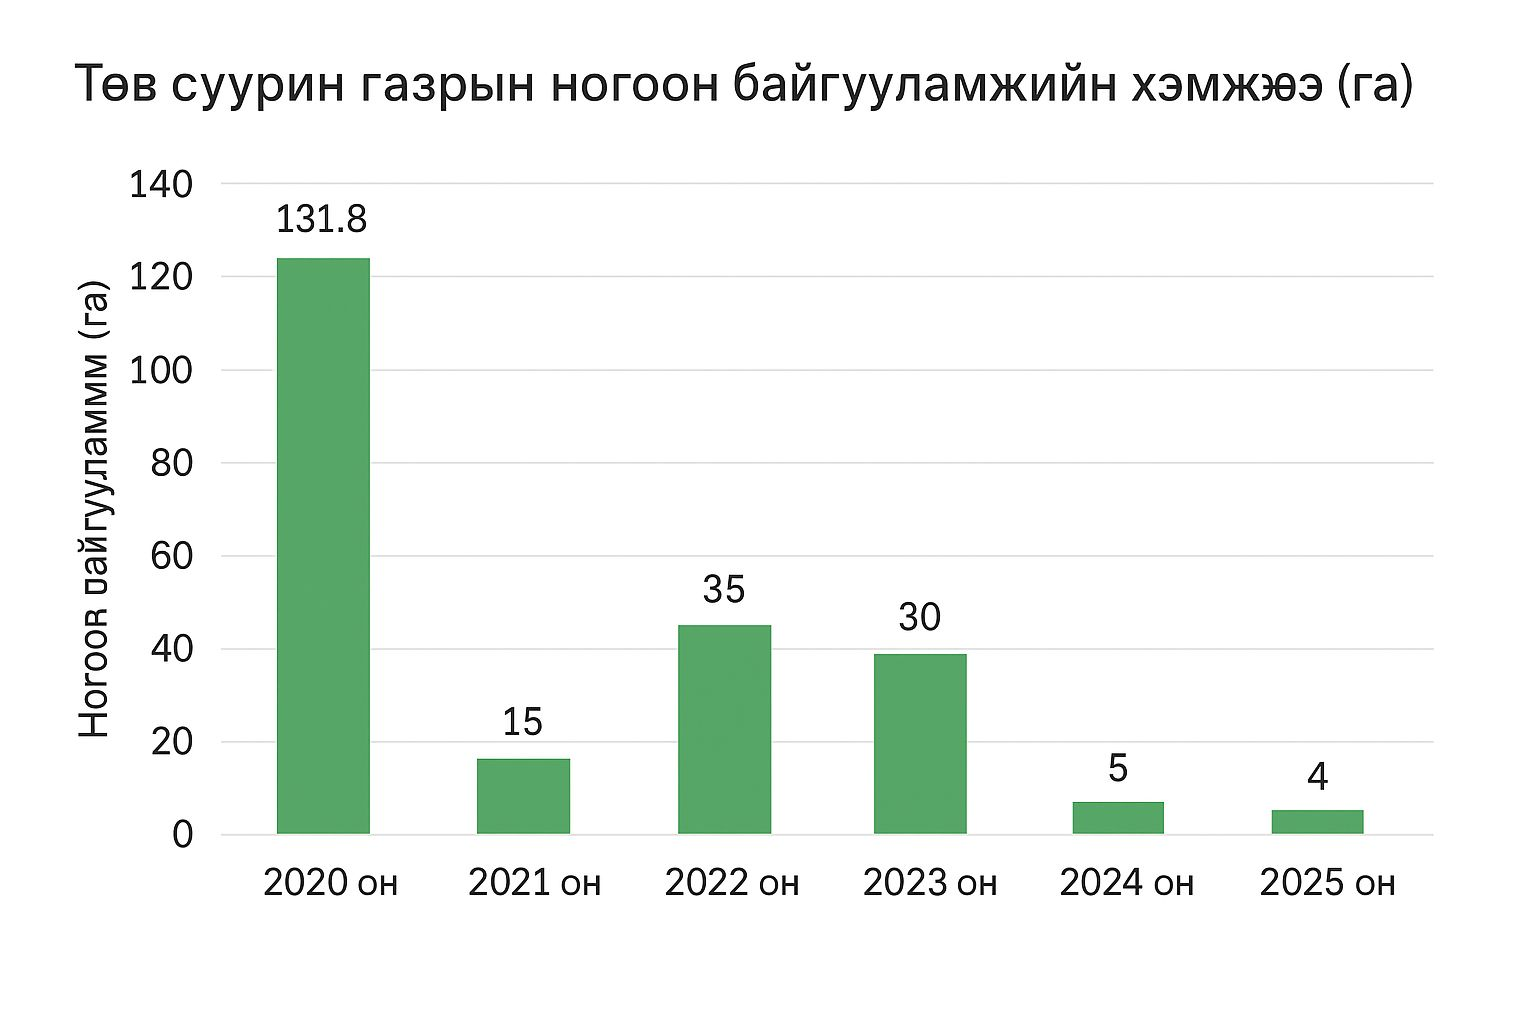 Төв суурин газрын ногоон байгууламжийн хэмжээ (га)
Ногоов байгууламм (га)
140
120
100
80
60
40
20
0
131.8
15
35
30
5
4
2020 он
2021 он
2022 он
2023 он
2024 он
2025 он